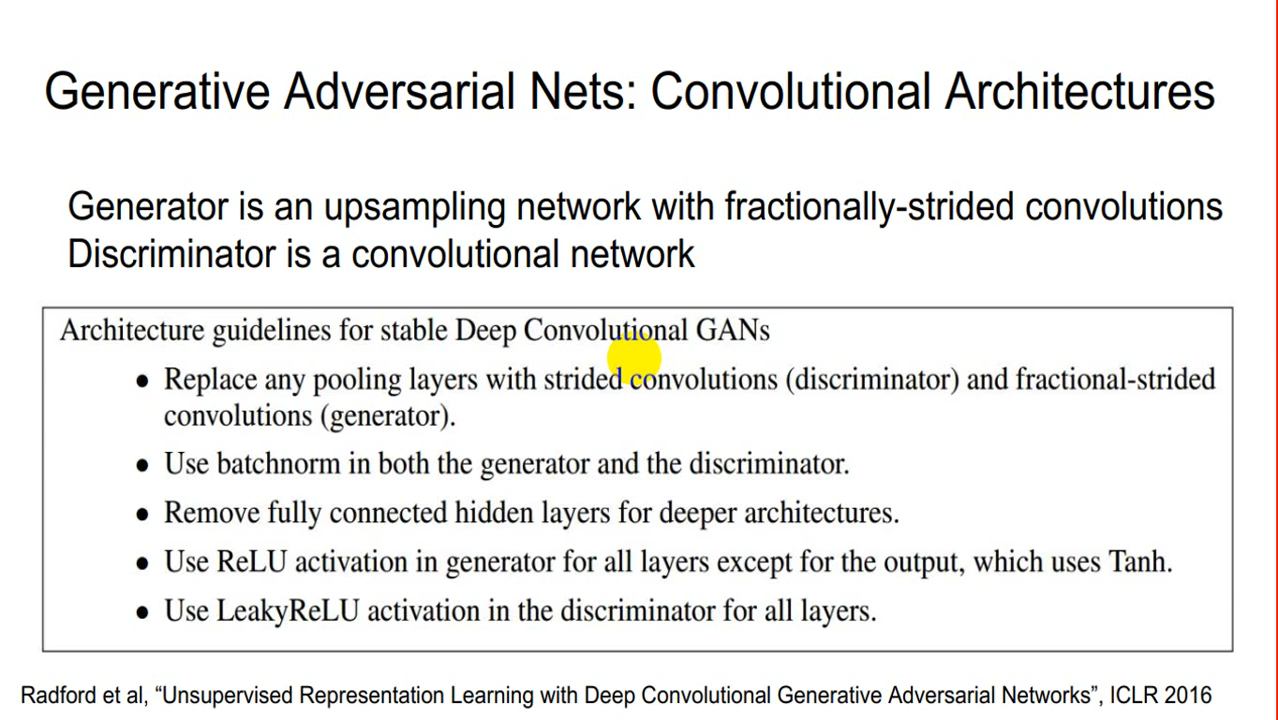 Generative Adversarial Nets: Convolutional Architectures
Generator is an upsampling network with fractionally-strided convolutions
Discriminator is a convolutional network
Architecture guidelines for stable Deep Convolutional GANs
• Replace any pooling layers with strided convolutions (discriminator) and fractional-strided
convolutions (generator).
• Use batchnorm in both the generator and the discriminator.
• Remove fully connected hidden layers for deeper architectures.
• Use ReLU activation in generator for all layers except for the output, which uses Tanh.
• Use LeakyReLU activation in the discriminator for all layers.
Radford et al, “Unsupervised Representation Learning with Deep Convolutional Generative Adversarial Networks”, ICLR 2016